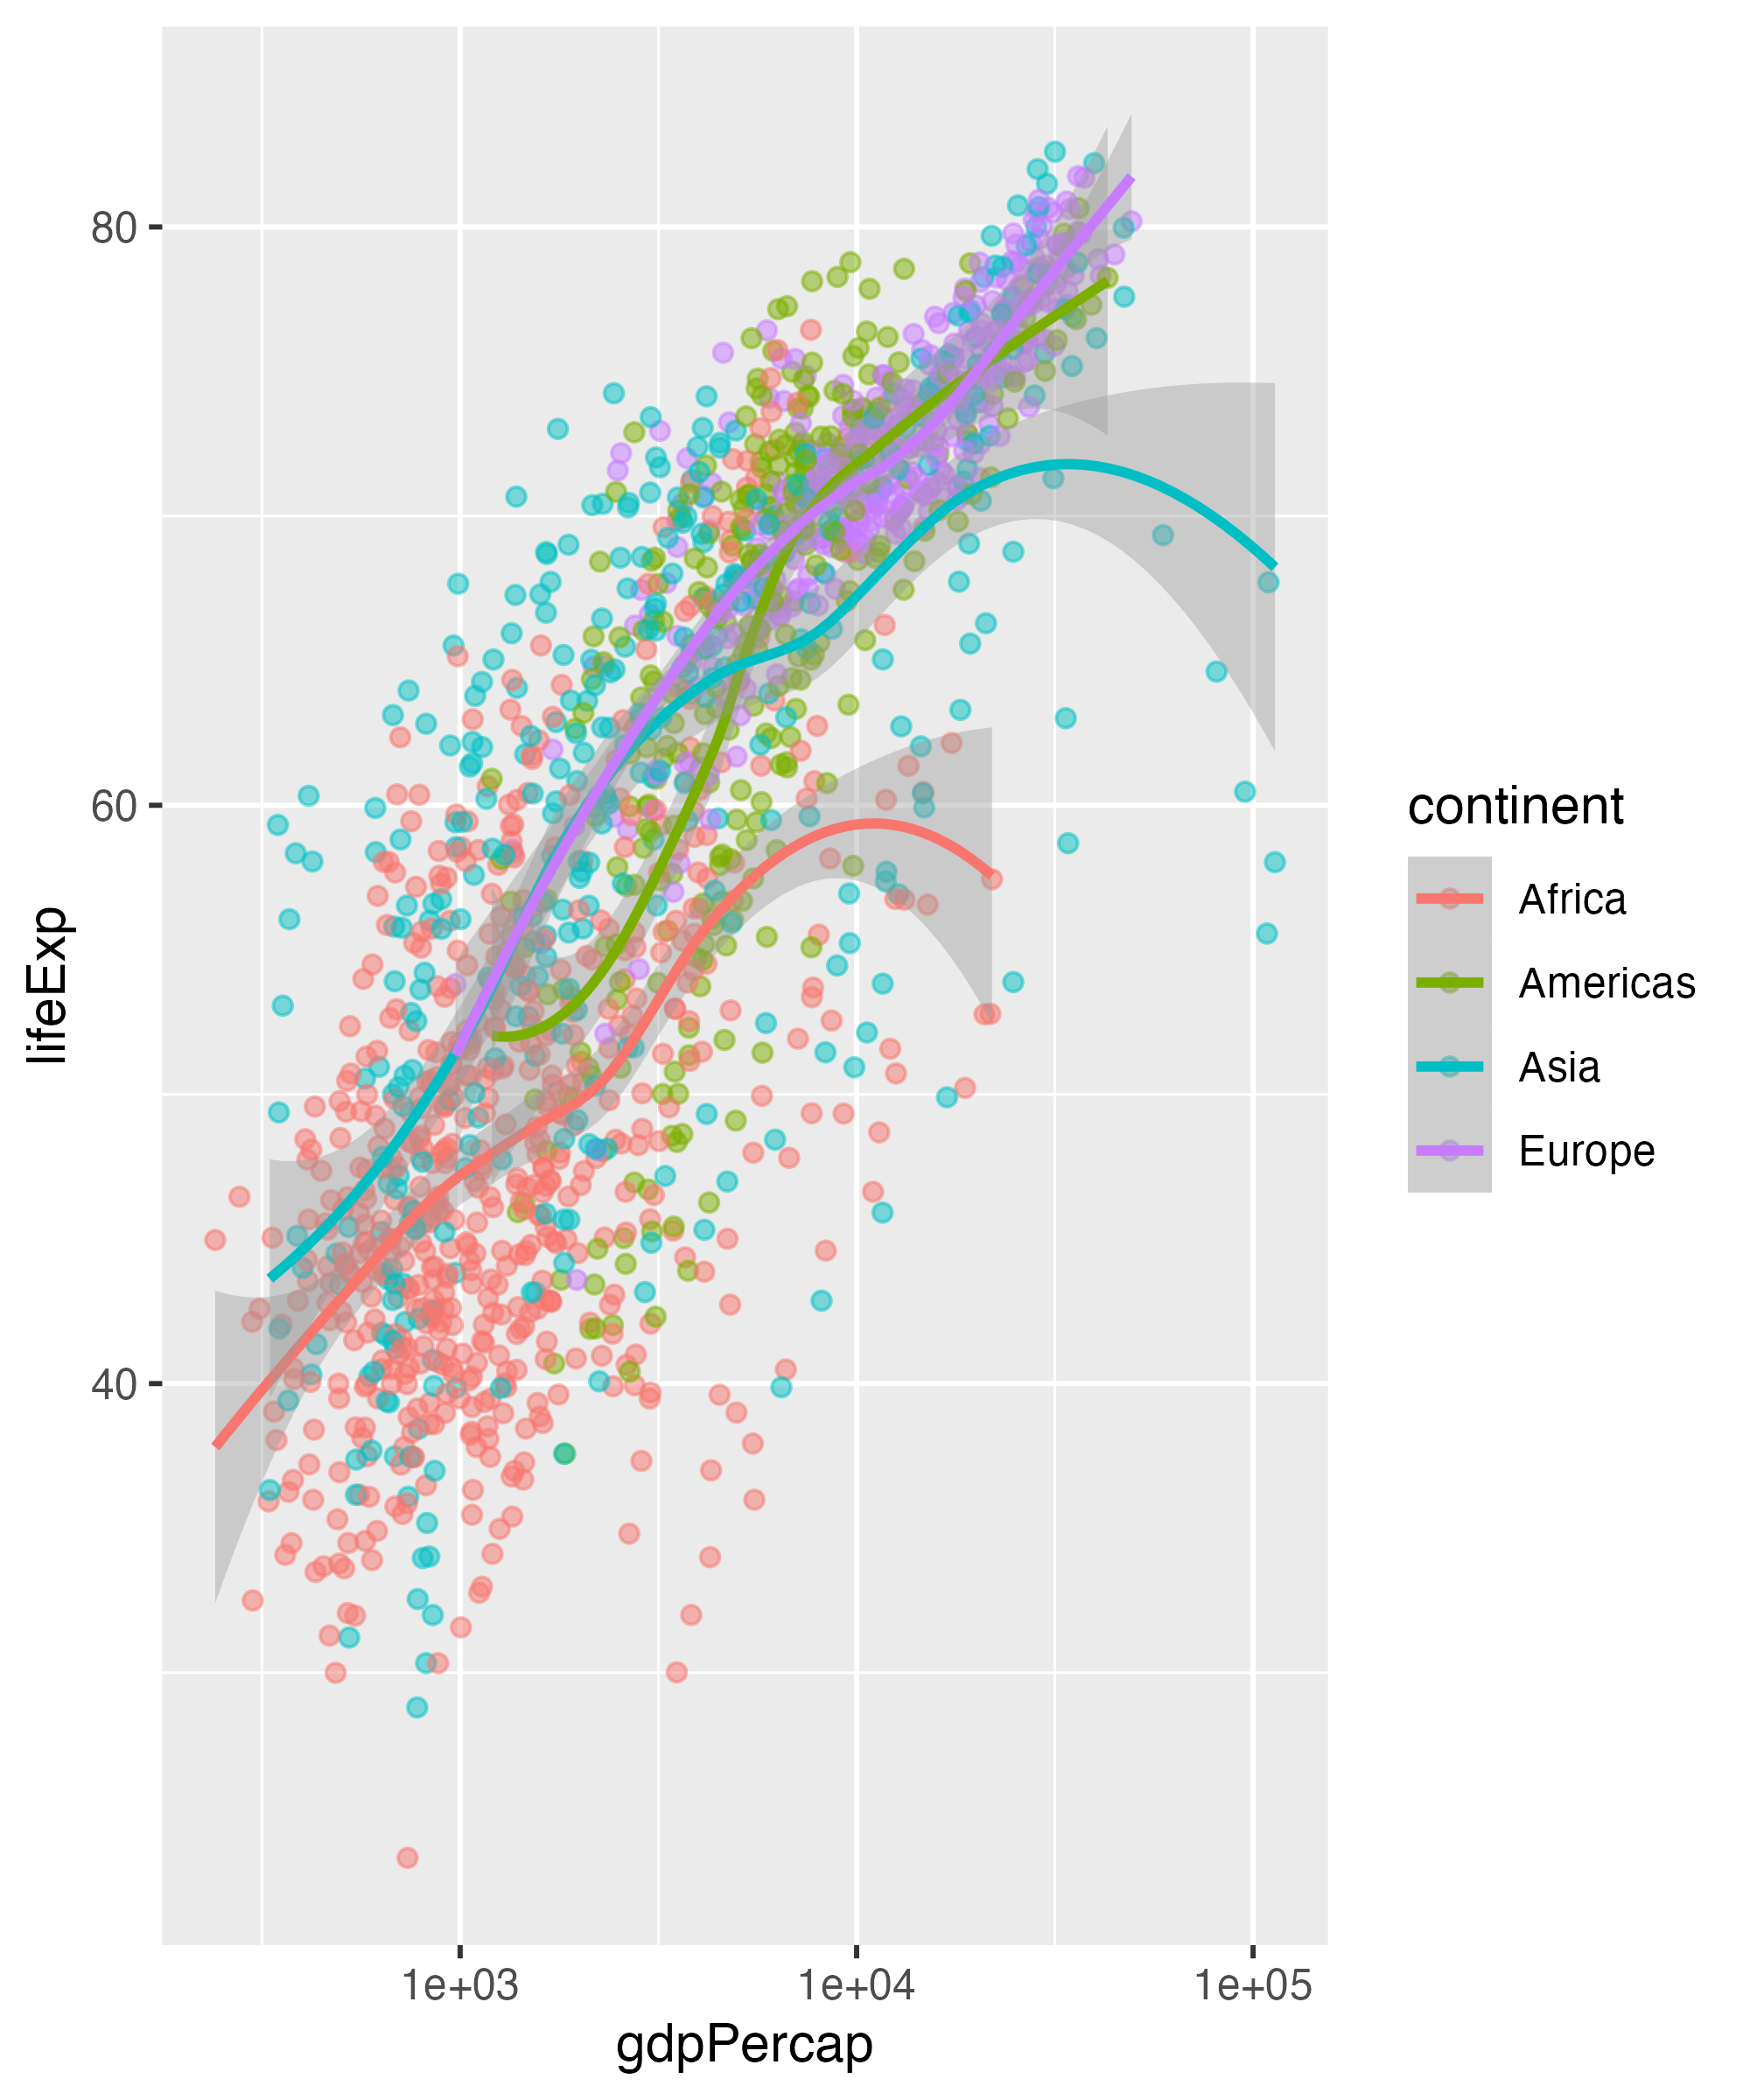 80
60
40
lifeExp
1e+03
1e+04
1e+05
gdpPercap
continent
Africa
Americas
Asia
Europe